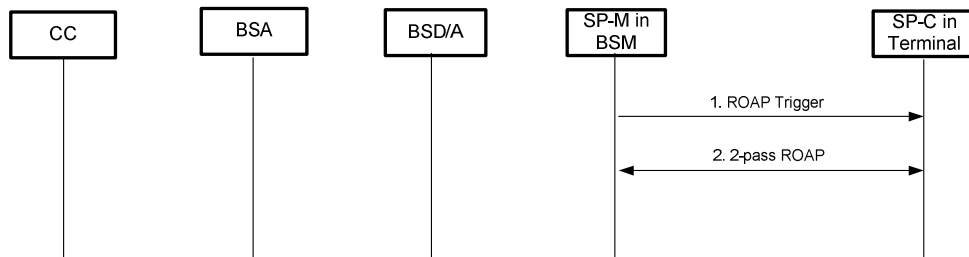 CC
BSA
BSD/A
SP-M in
BSM
SP-C in
Terminal
1. ROAP Trigger
2. 2-pass ROAP